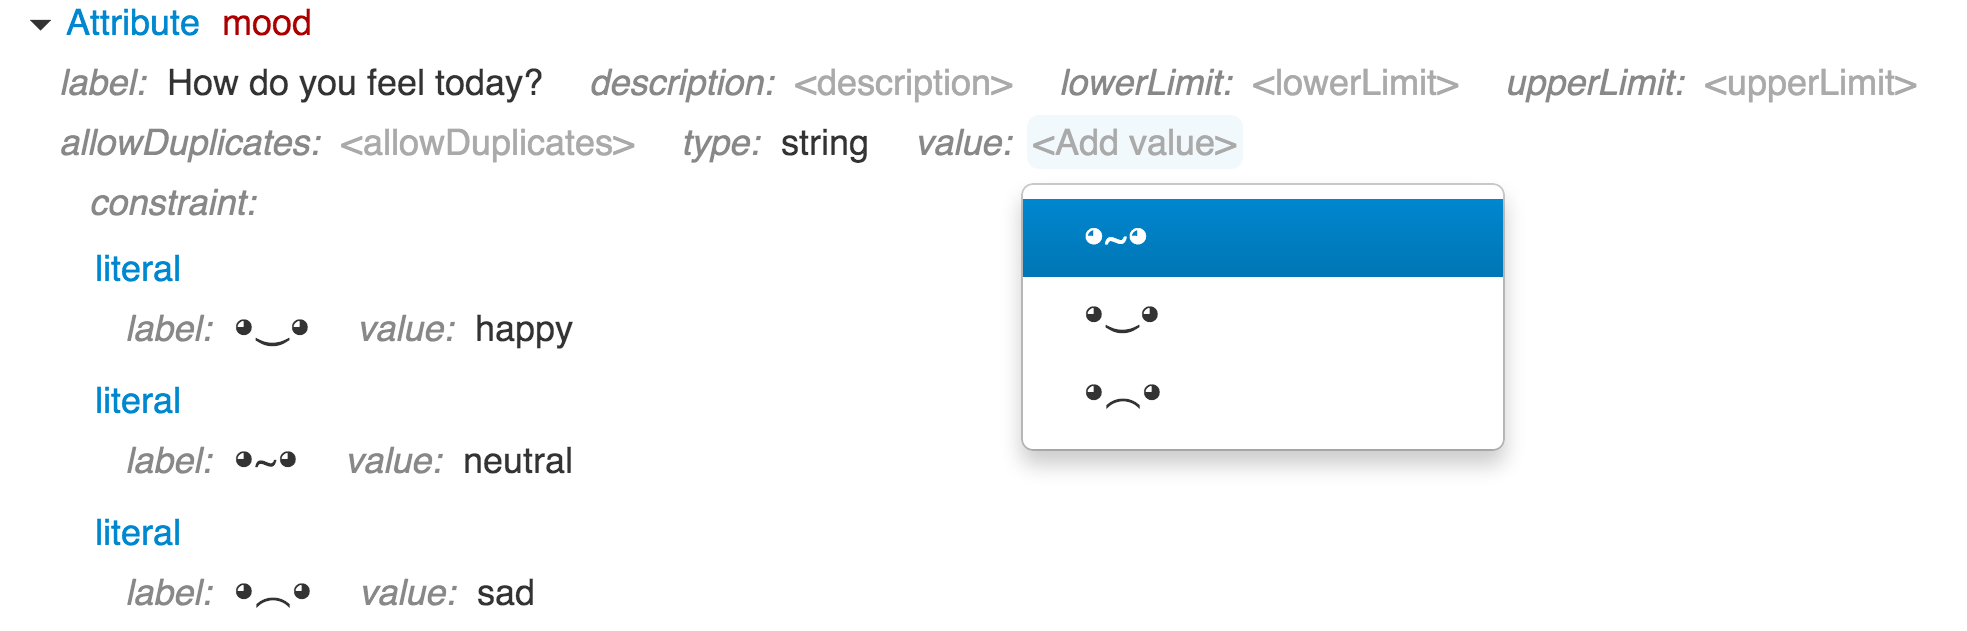 Attribute mood
label: How do you feel today? description: <description> lowerLimit: <lowerLimit> upperLimit: <upperLimit>
allowDuplicates: <allowDuplicates> type: string value: <Add value>
constraint:
◕~◕
literal
◕‿◕
label: ◕‿◕ value: happy
◕⁔◕
literal
label: ◕~◕ value: neutral
literal
label: ◕⁔◕ value: sad